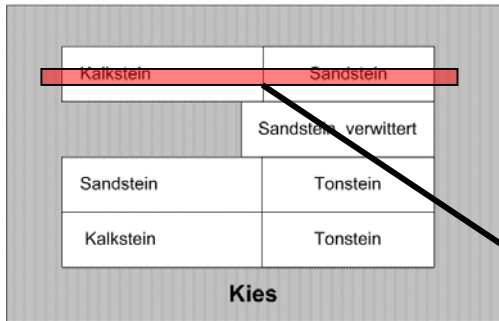 Kalkstein Sandstein
Sandstein verwittert
Sandstein Tonstein
Kalkstein Tonstein
Kies